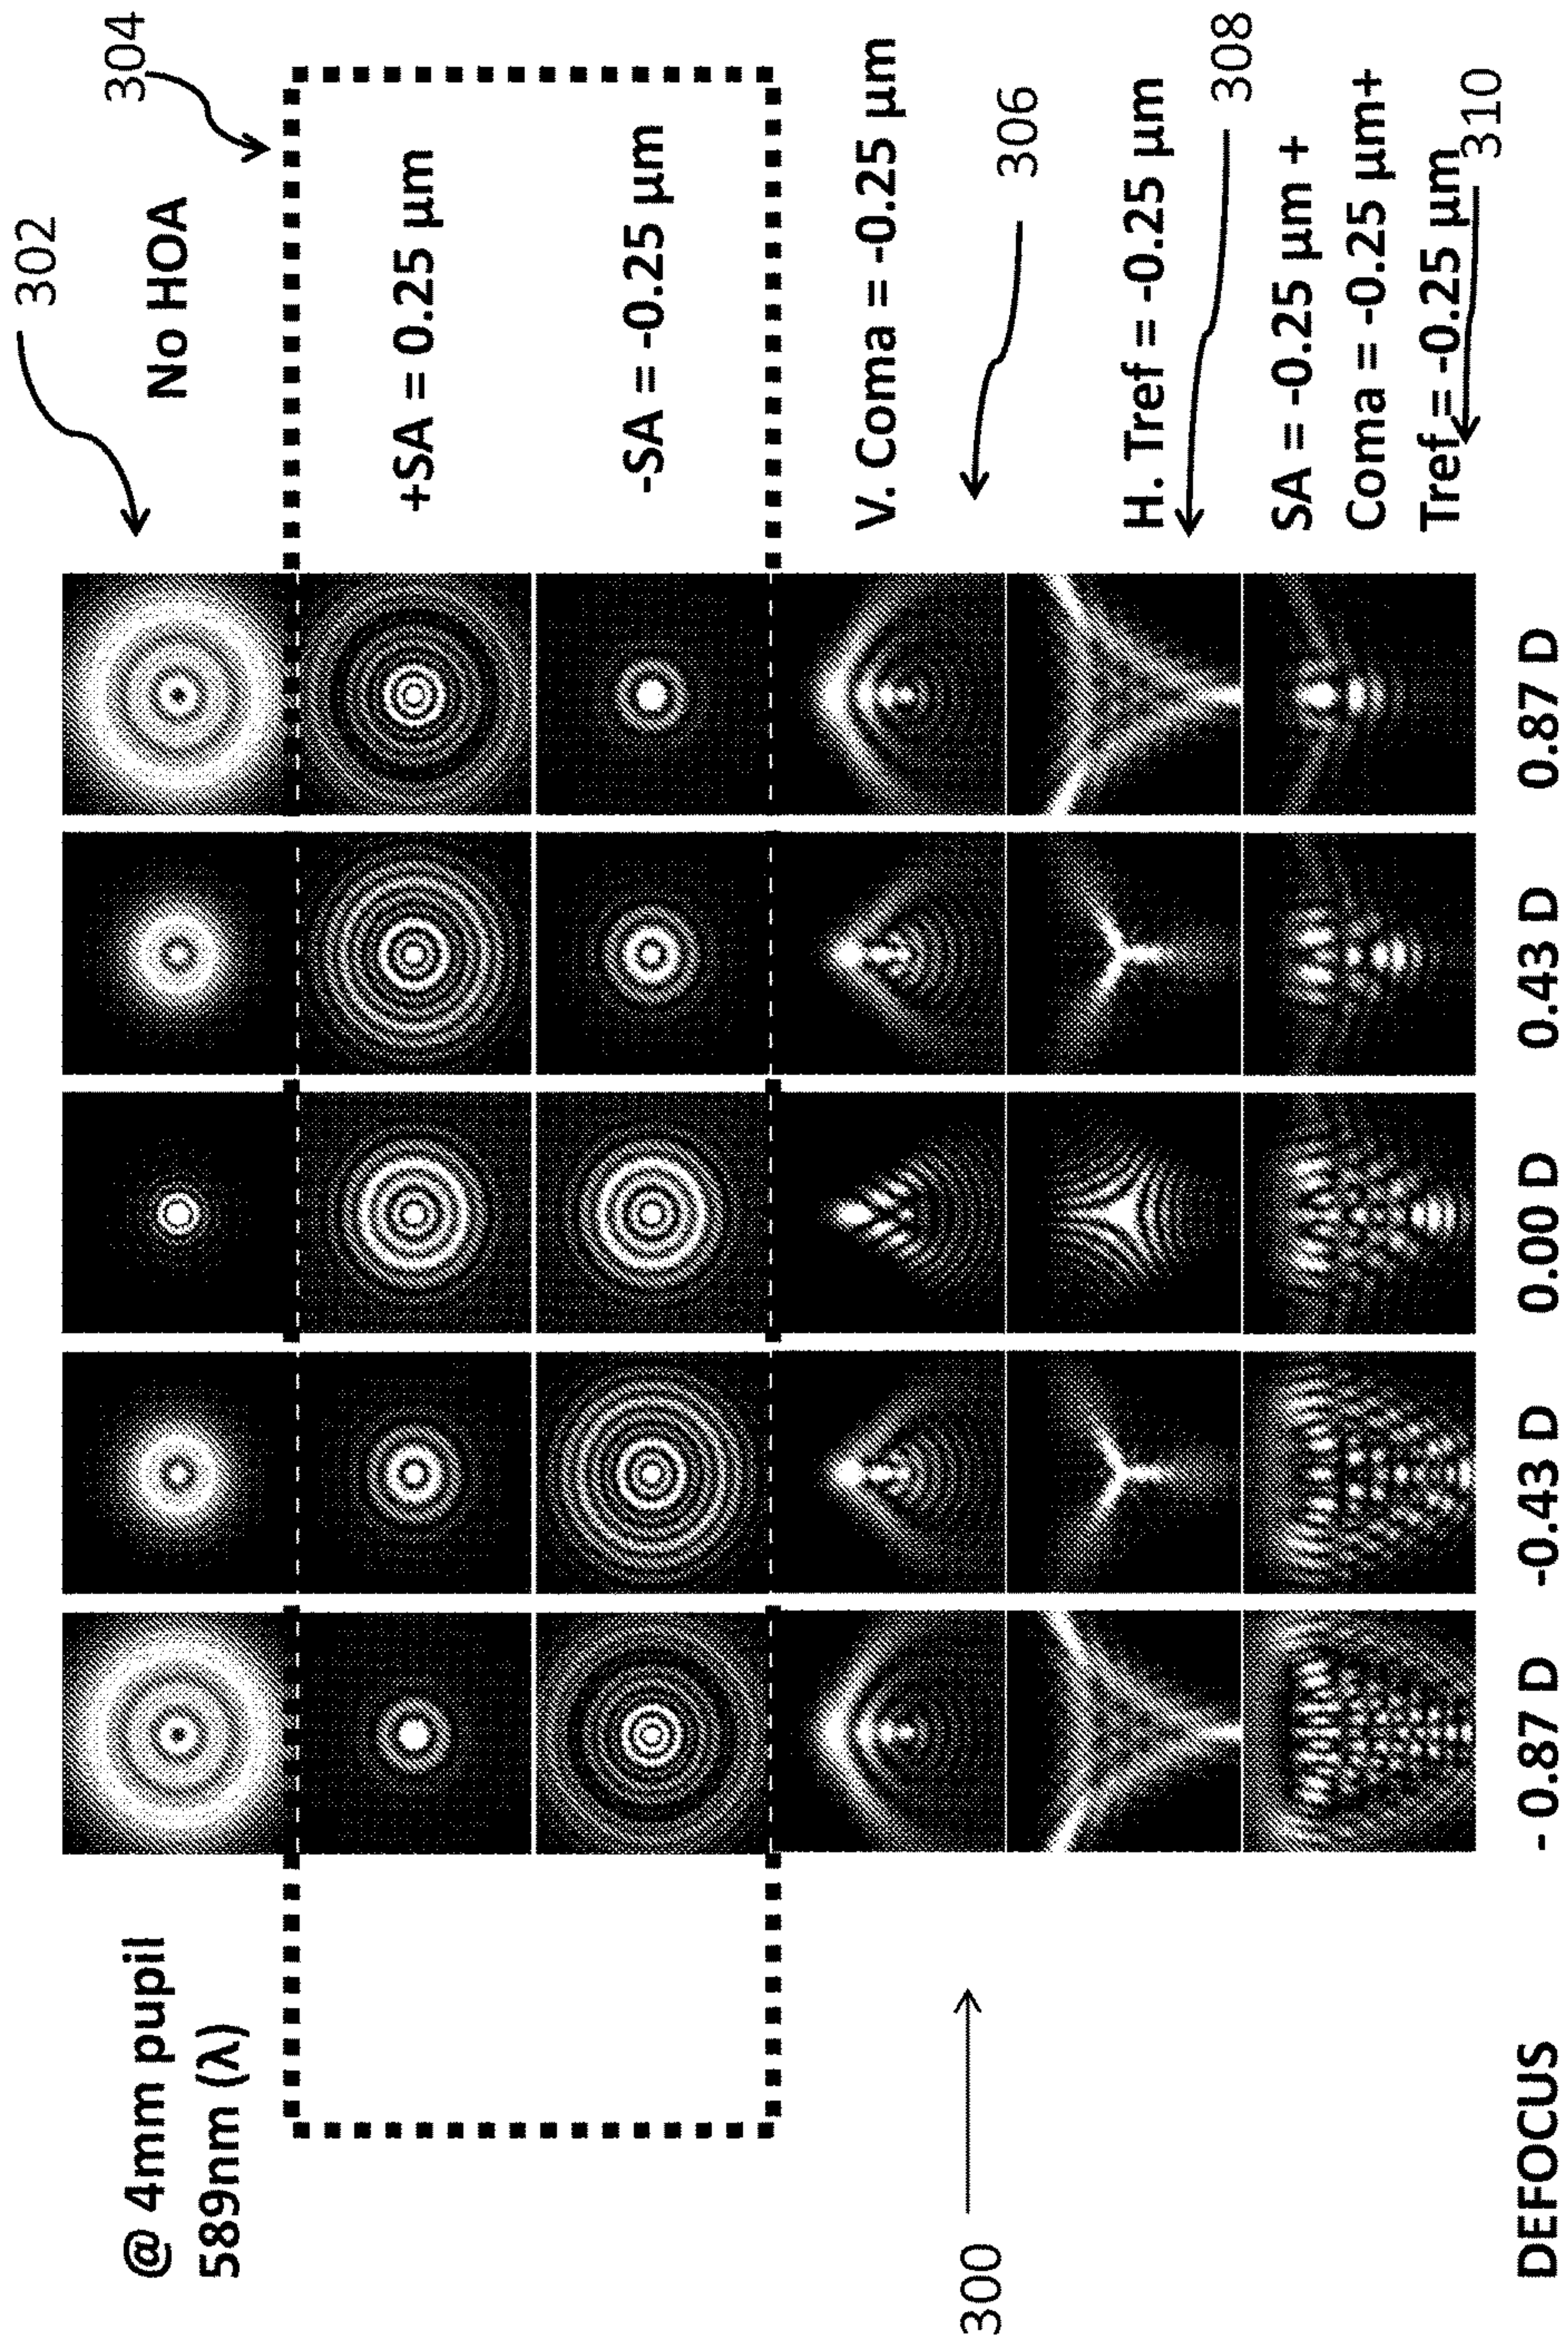 302
304
@ 4mm pupil
589nm (λ)
No HOA
+SA = 0.25 µm
-SA = -0.25 µm
V. Coma = -0.25 µm
306
300
H. Tref = -0.25 µm
308
SA = -0.25 µm +
Coma = -0.25 µm+
Tref = -0.25 µm
310
DEFOCUS
- 0.87 D
-0.43 D
0.00 D
0.43 D
0.87 D